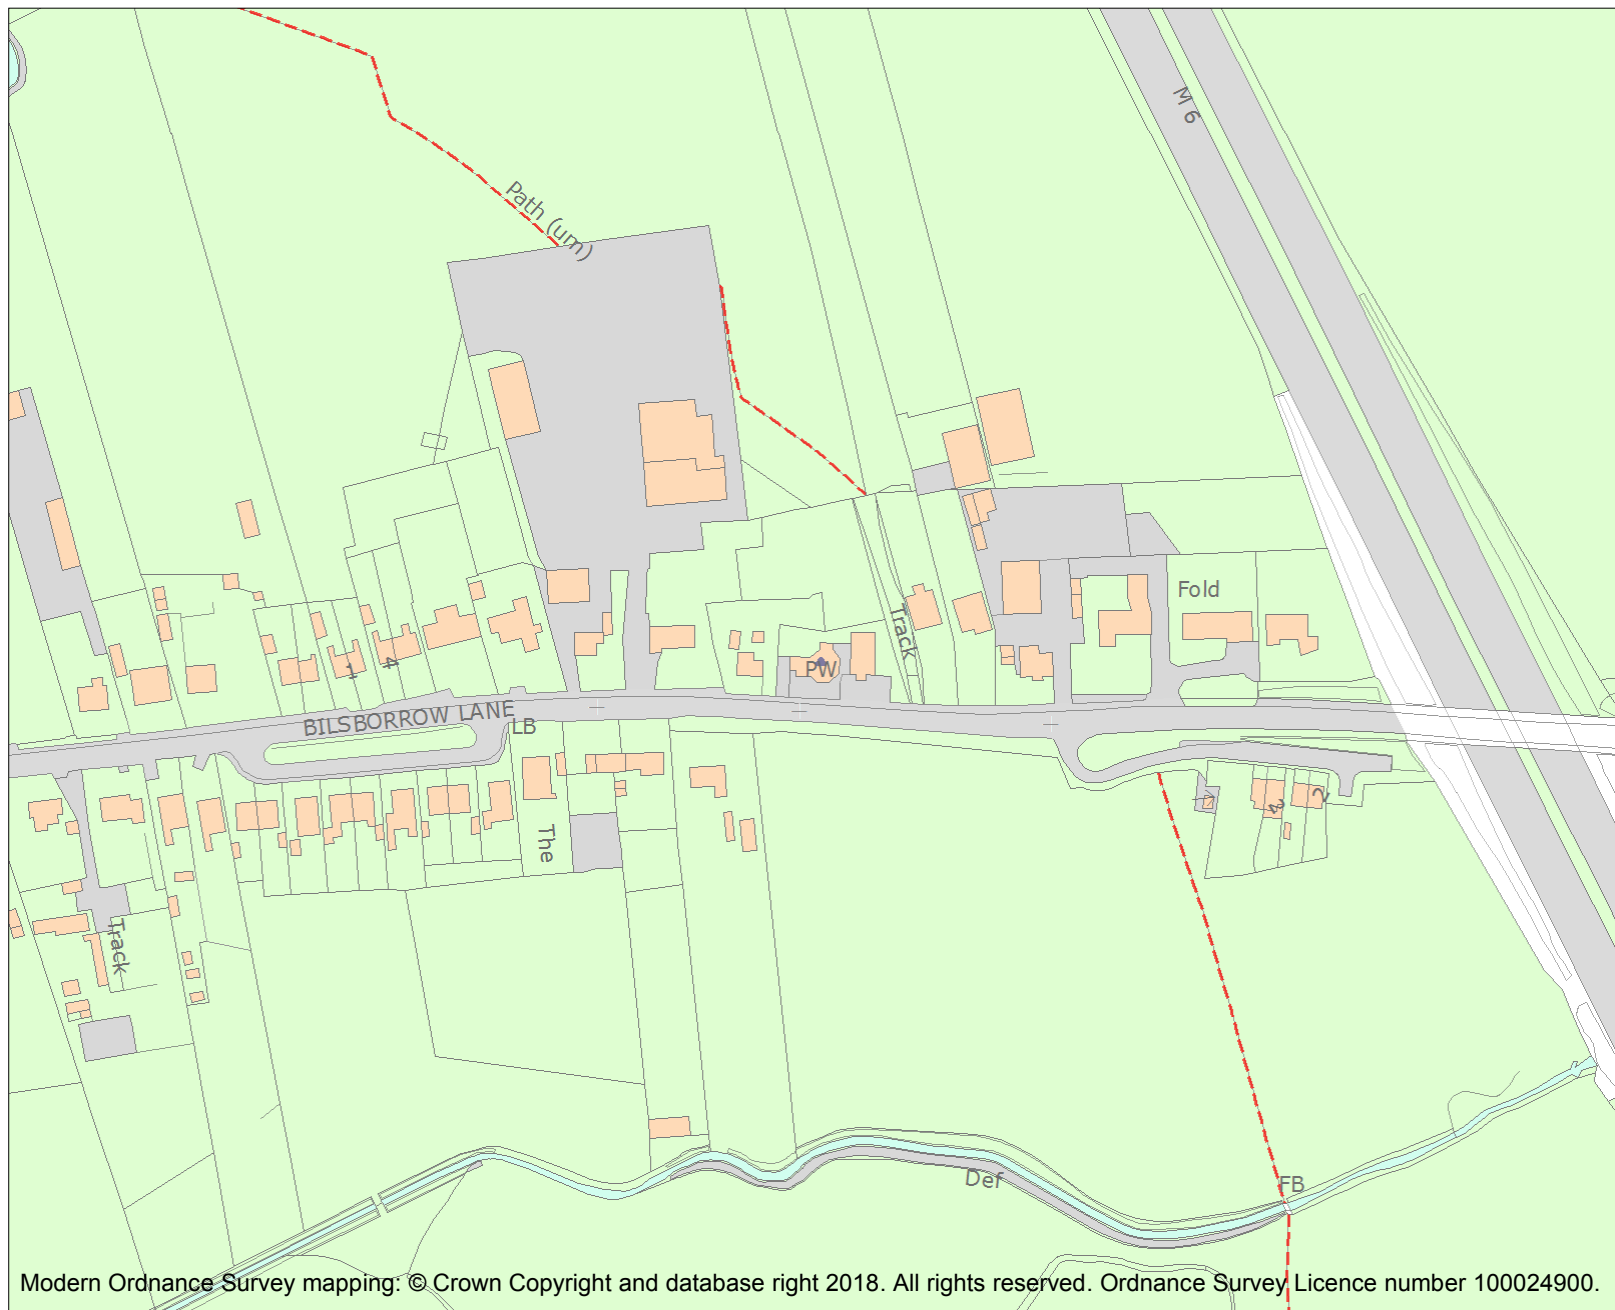 M 6
Path (um)
Fold
Track
PW
1
4
BILSBORROW LANE
LB
The
1
3
2
Track
Def
FB
Modern Ordnance Survey mapping: © Crown Copyright and database right 2018. All rights reserved. Ordnance Survey Licence number 100024900.